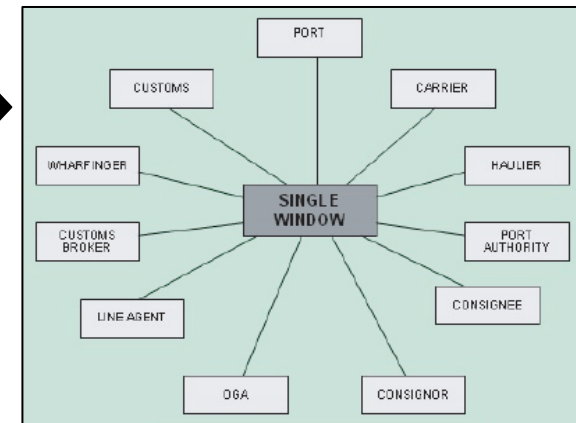 PORT
CUSTOMS
CARRIER
WHARFINGER
HAULIER
SINGLE
WINDOW
CUSTOMS
BROKER
PORT
AUTHORITY
LINE AGENT
CONSIGNEE
OGA
CONSIGNOR